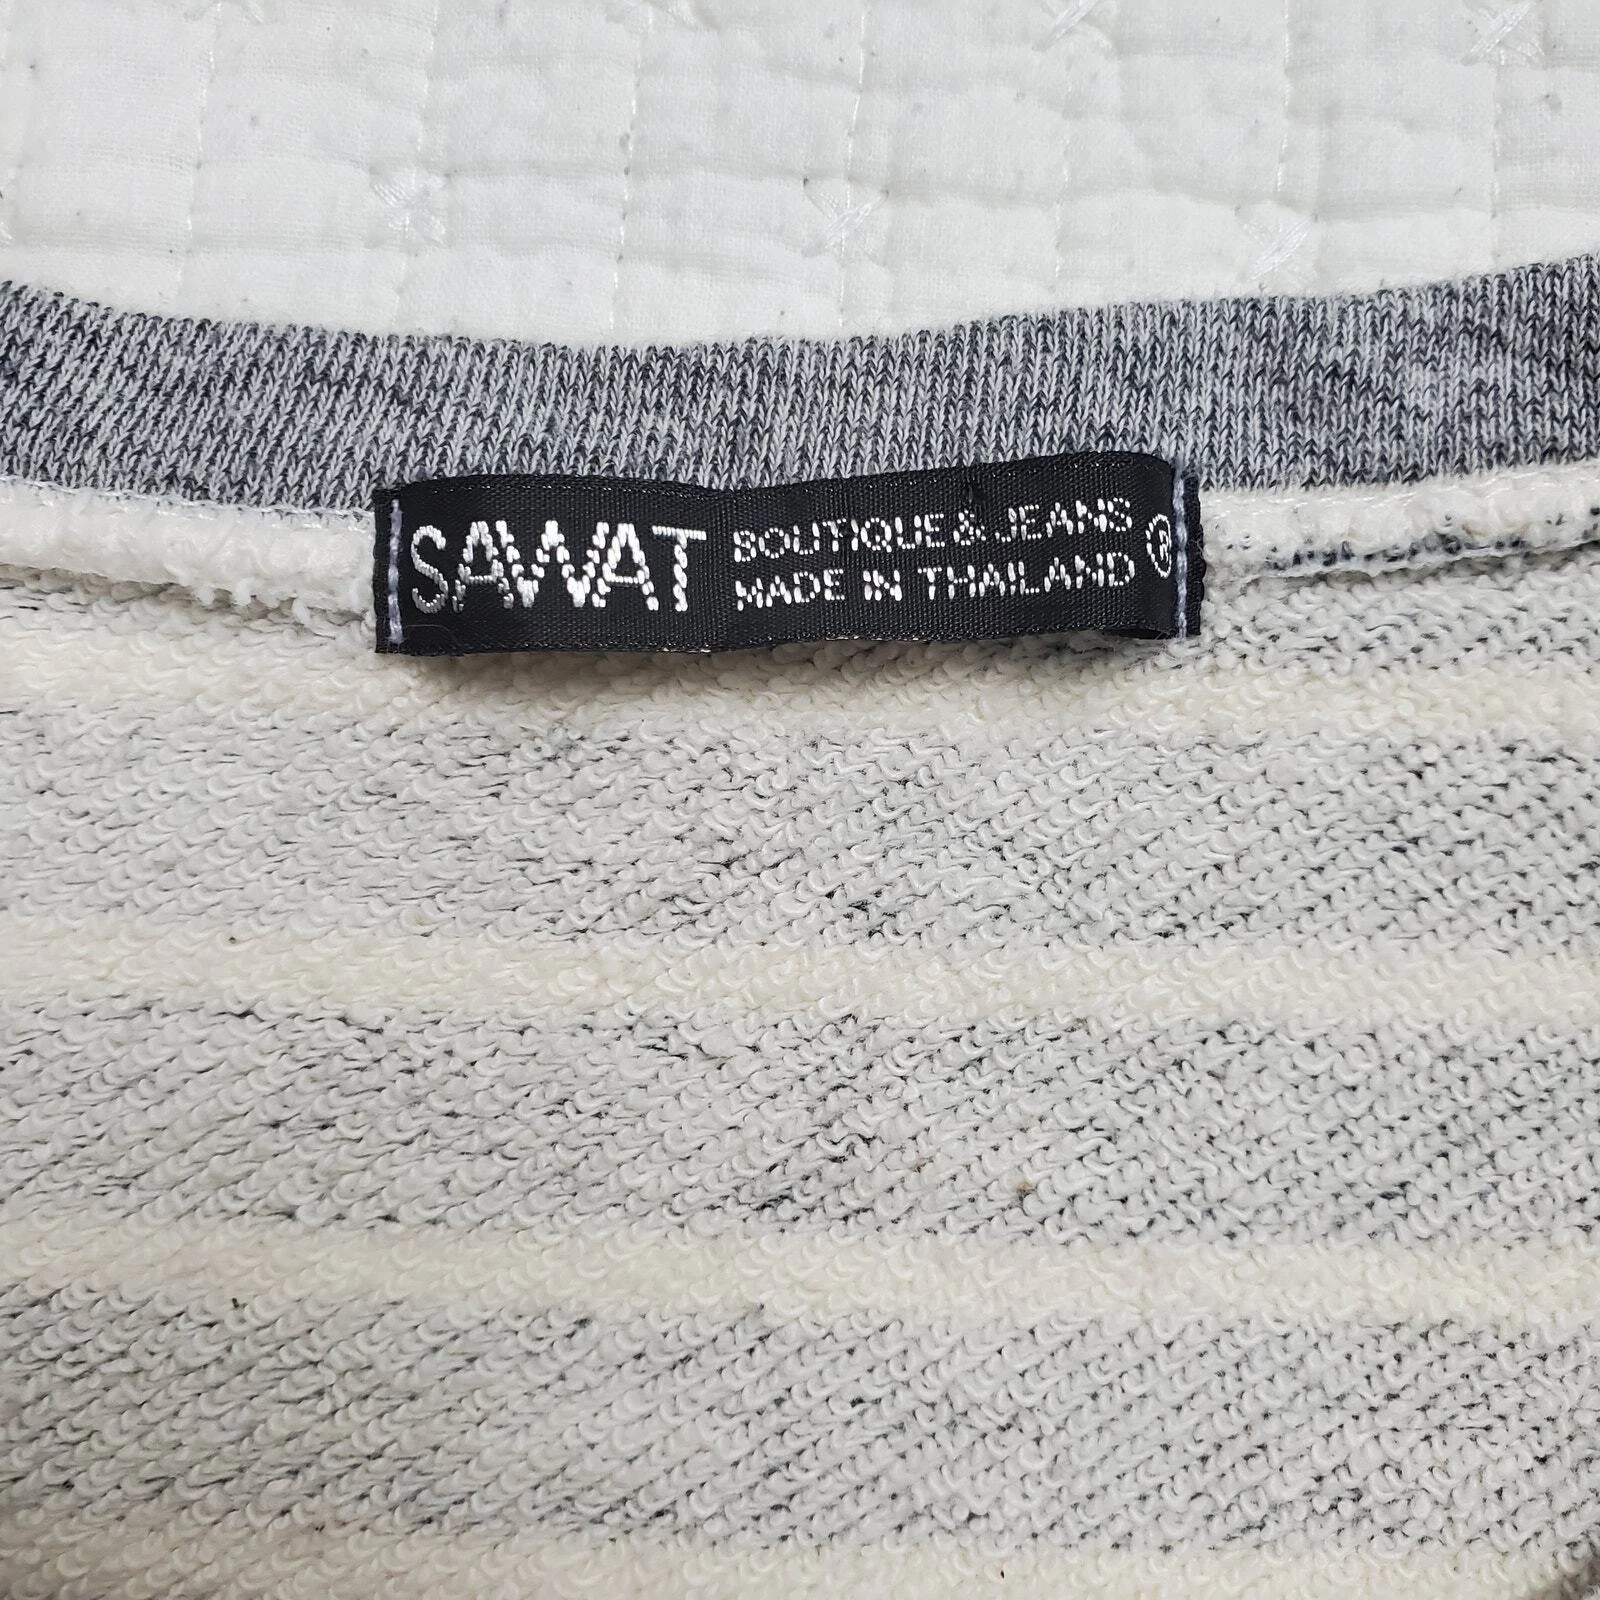 SAWAT
BOUTIQUE & JEANS
MADE IN THAILAND
®